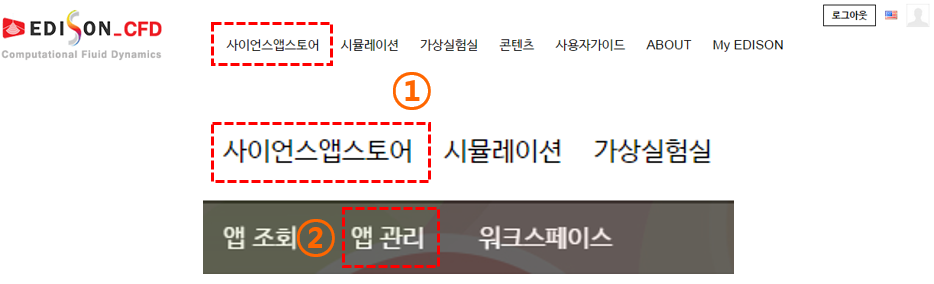 로그아웃
EDISON_CFD
Computational Fluid Dynamics
사이언스앱스토어 시뮬레이션 가상실험실 콘텐츠 사용자가이드 ABOUT My EDISON
①
사이언스앱스토어 시뮬레이션 가상실험실
앱 조회 ② 앱 관리 워크스페이스